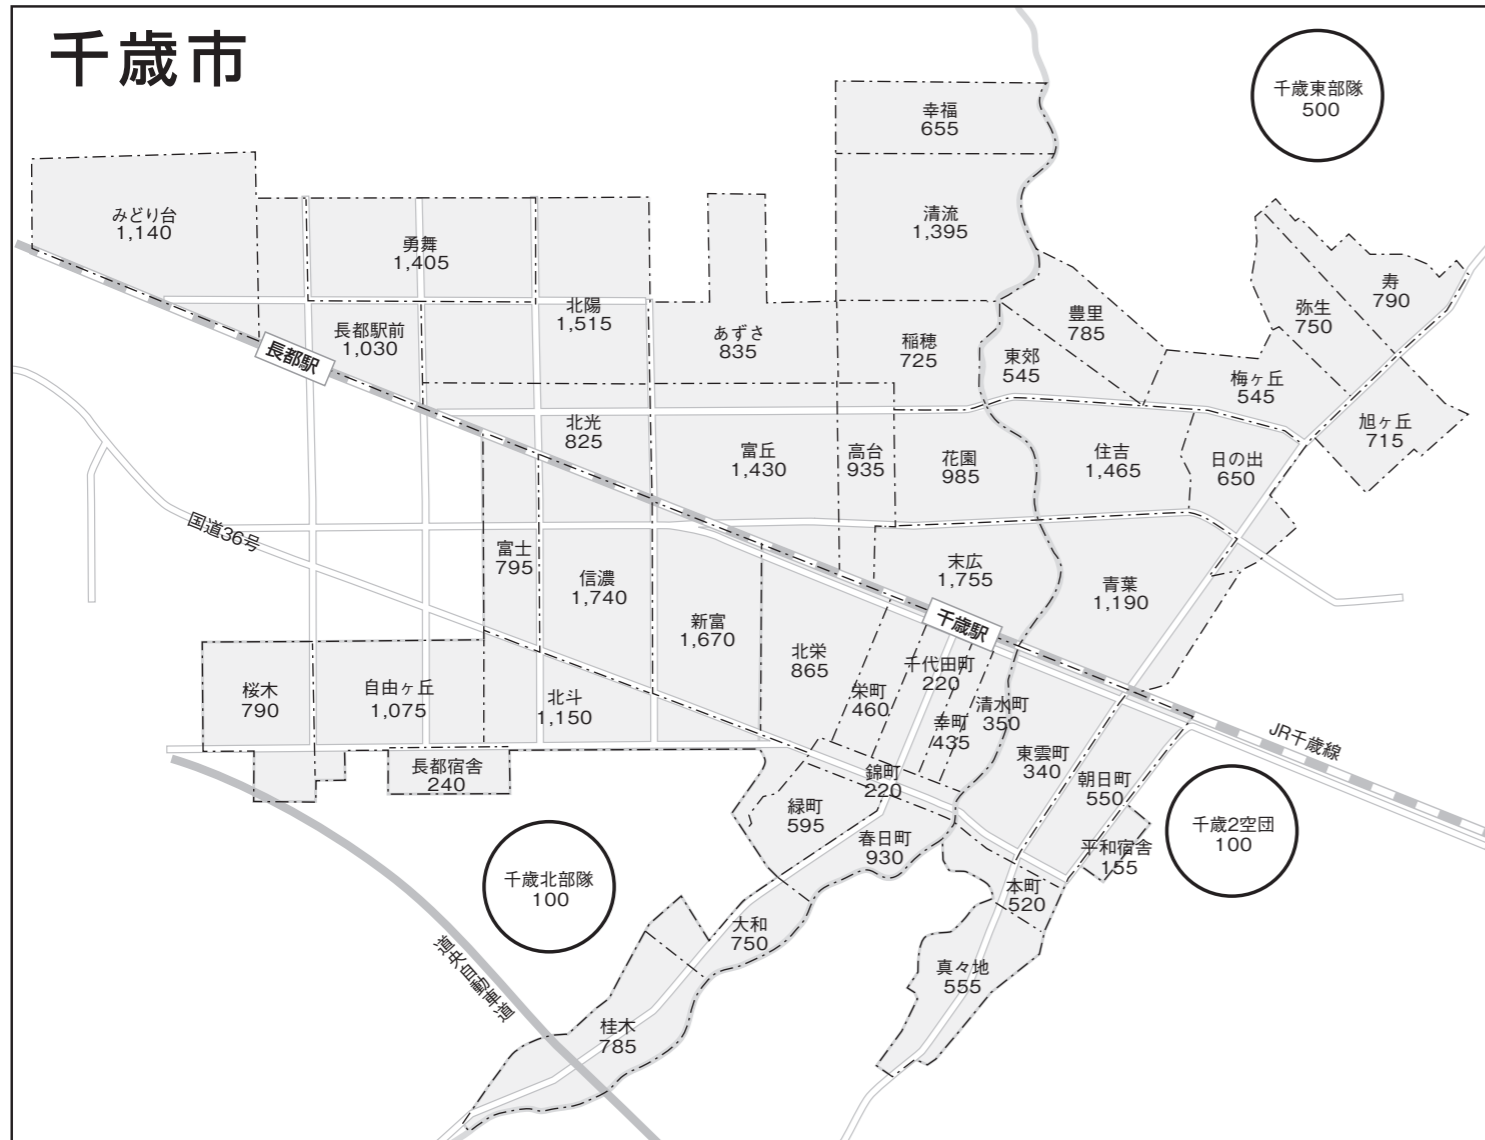 千歳市
千歳東部隊
500
幸福
655
みどり台
1,140
清流
1,395
勇舞
1,405
寿
790
弥生
750
北陽
1,515
豊里
785
長都駅前
1,030
あずさ
835
稲穂
725
東郊
545
長都駅
梅ヶ丘
545
北光
825
旭ヶ丘
715
富丘
1,430
高台
935
花園
985
住吉
1,465
日の出
650
国道36号
富士
795
信濃
1,740
末広
1,755
青葉
1,190
新富
1,670
千歳駅
北栄
865
千代田町
220
桜木
790
自由ヶ丘
1,075
北斗
1,150
栄町
460
清水町
350
幸町
435
JR千歳線
東雲町
340
長都宿舎
240
錦町
220
朝日町
550
緑町
595
春日町
930
千歳2空団
100
平和宿舎
155
千歳北部隊
100
本町
520
大和
750
真々地
555
道央自動車道
桂木
785